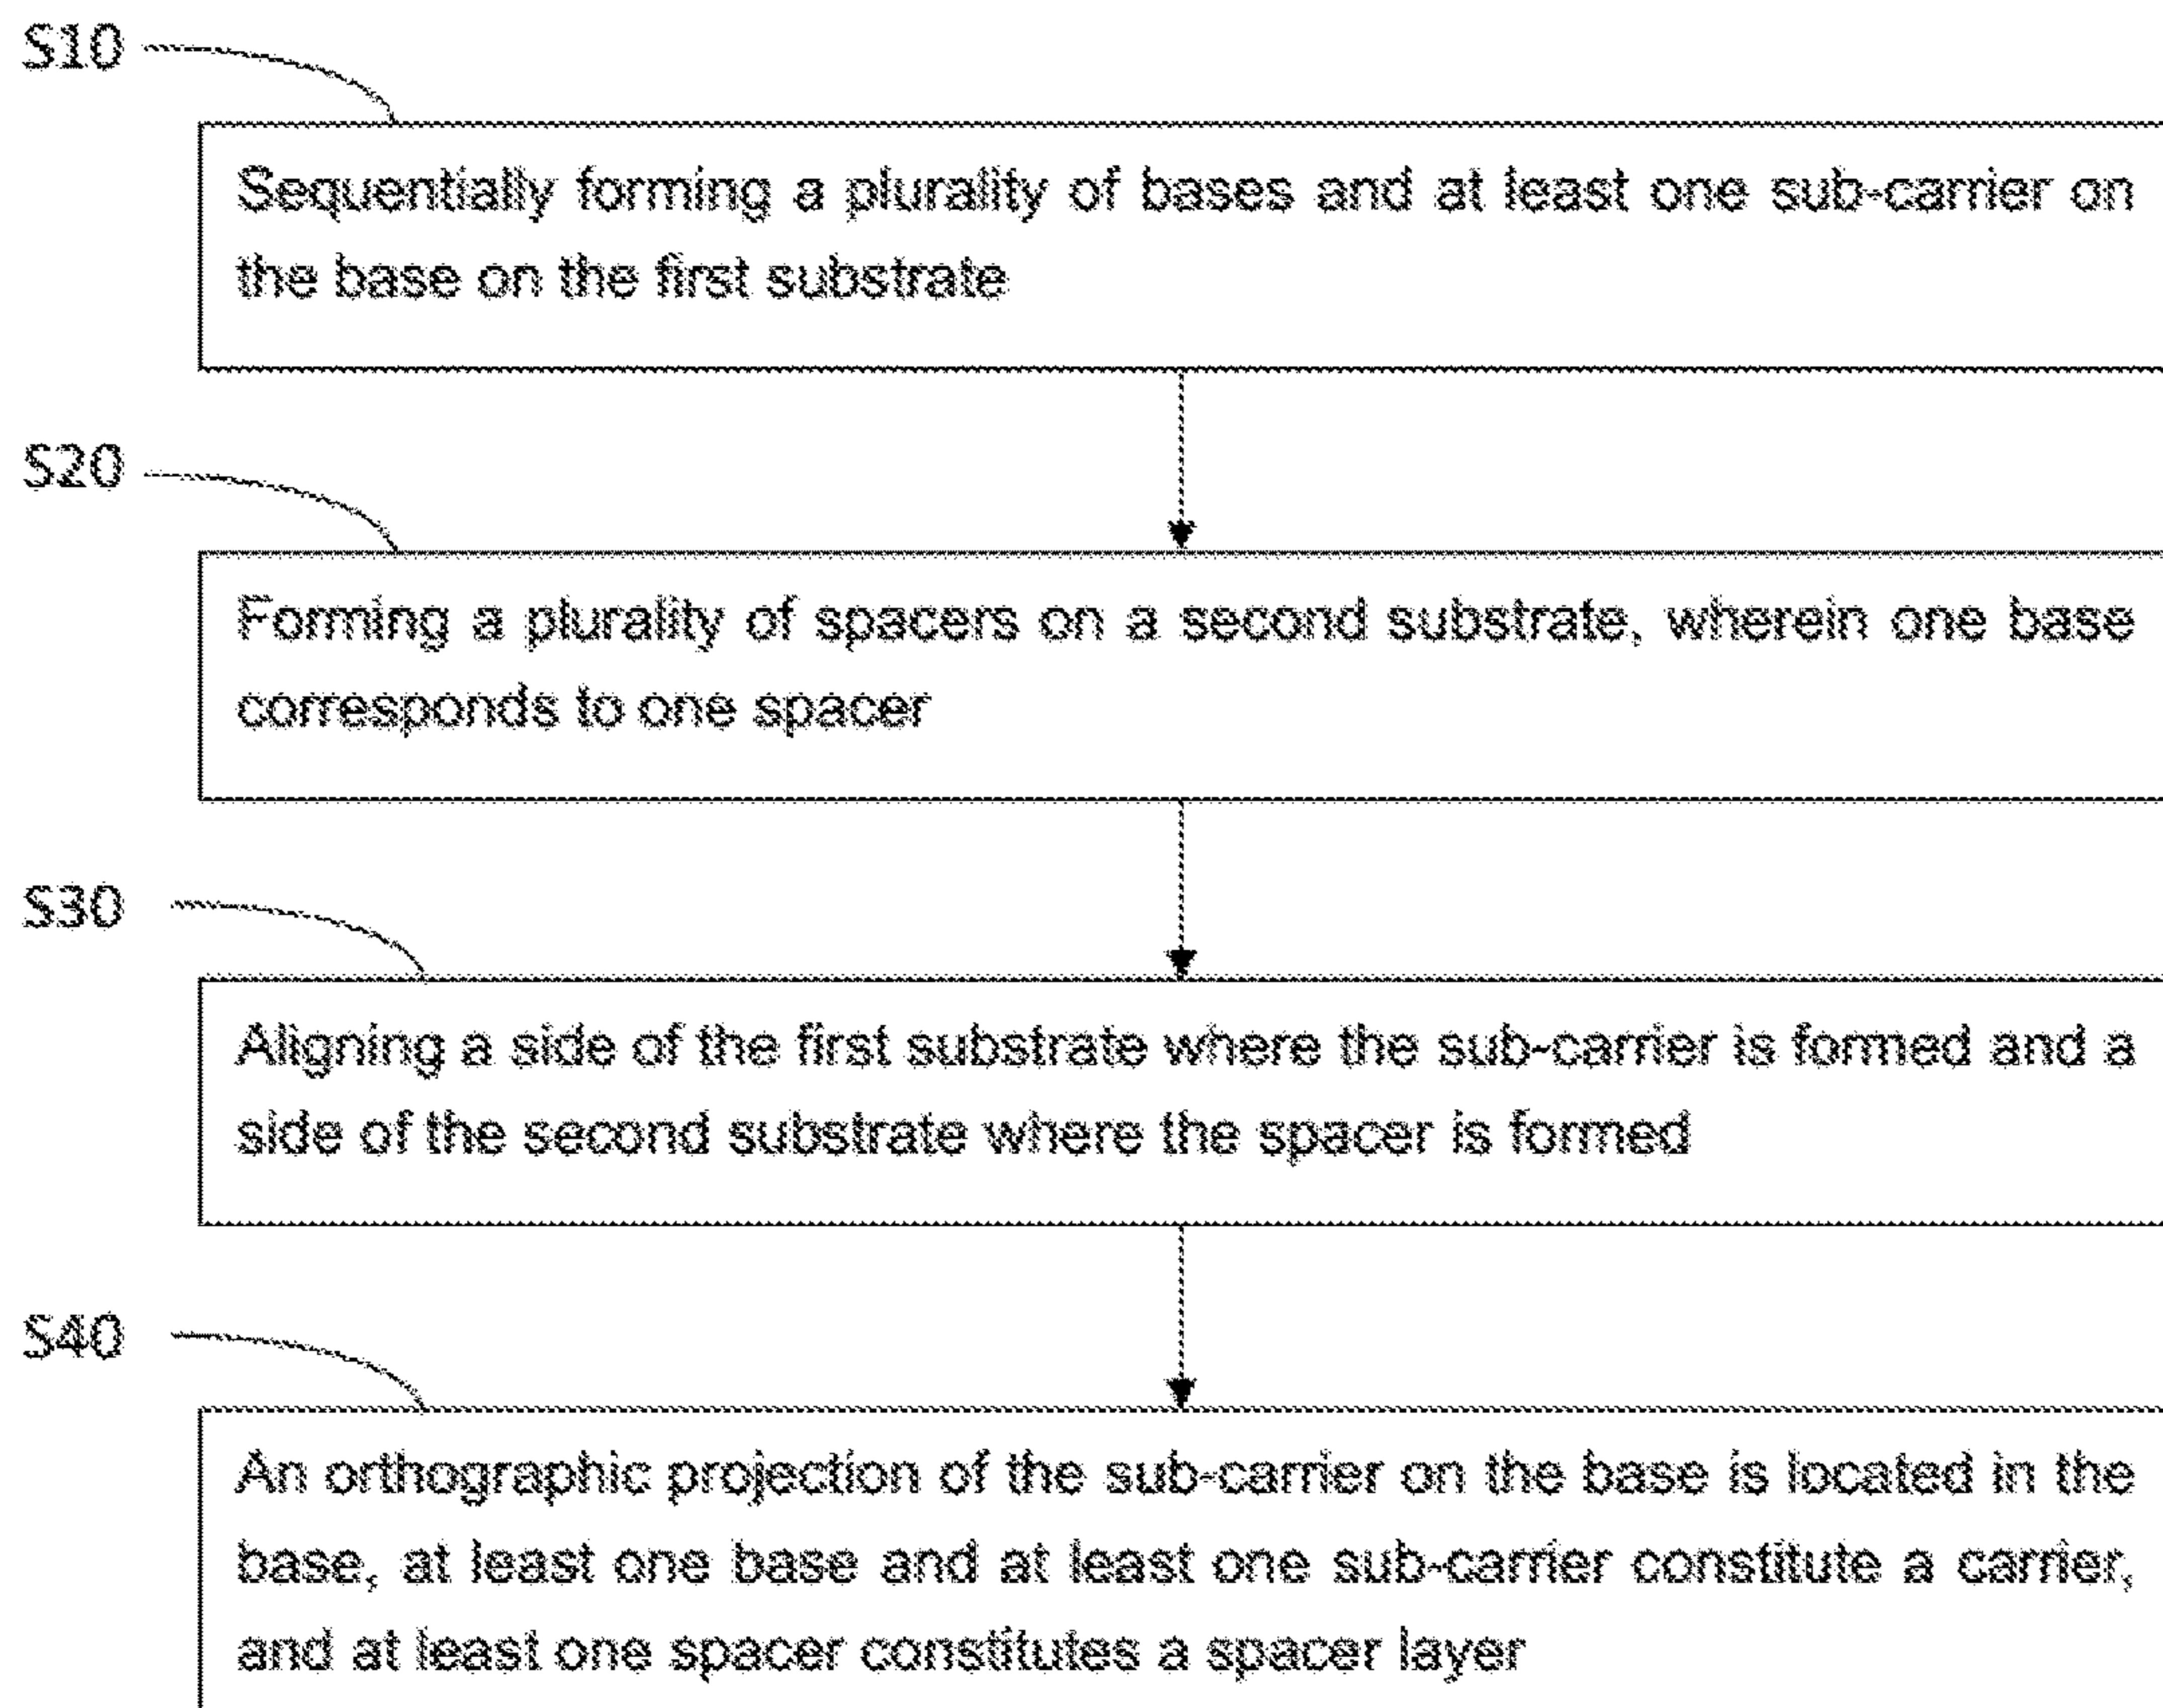 S10
Sequentially forming a plurality of bases and at least one sub-carrier on
the base on the first substrate
S20
Forming a plurality of spacers on a second substrate, wherein one base
corresponds to one spacer
S30
Aligning a side of the first substrate where the sub-carrier is formed and a
side of the second substrate where the spacer is formed
S40
An orthographic projection of the sub-carrier on the base is located in the
base, at least one base and at least one sub-carrier constitute a carrier,
and at least one spacer constitutes a spacer layer